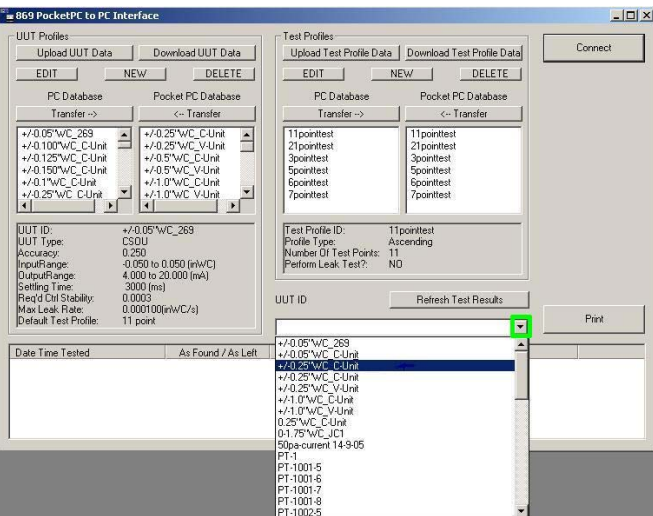 869 PocketPC to PC Interface
UUT Profiles
Upload UUT Data
Download UUT Data
EDIT
NEW
DELETE
PC Database
Pocket PC Database
Transfer -->
<-- Transfer
+/-0.05"WC_269
+/-0.100"WC_C-Unit
+/-0.125"WC_C-Unit
+/-0.150"WC_C-Unit
+/-0.1"WC_C-Unit
+/-0.25"WC_C-Unit
+/-0.25"WC_C-Unit
+/-0.25"WC_V-Unit
+/-0.5"WC_C-Unit
+/-0.5"WC_V-Unit
+/-1.0"WC_C-Unit
+/-1.0"WC_V-Unit
UUT ID: +/-0.05"WC_269
UUT Type: CSOU
Accuracy: 0.250
InputRange: -0.050 to 0.050 (inWC)
OutputRange: 4.000 to 20.000 (mA)
Settling Time: 3000 (ms)
Req'd Ctrl Stability: 0.0003
Max Leak Rate: 0.000100(inWC/s)
Default Test Profile: 11 point
Test Profiles
Upload Test Profile Data
Download Test Profile Data
EDIT
NEW
DELETE
PC Database
Pocket PC Database
Transfer -->
<-- Transfer
11pointtest
21pointtest
3pointtest
5pointtest
6pointtest
7pointtest
11pointtest
21pointtest
3pointtest
5pointtest
6pointtest
7pointtest
Test Profile ID: 11pointtest
Profile Type: Ascending
Number Of Test Points: 11
Perform Leak Test?: NO
Connect
UUT ID
Refresh Test Results
Print
Date Time Tested
As Found / As Left
+/-0.05"WC_269
+/-0.05"WC_C-Unit
+/-0.25"WC_C-Unit
+/-0.25"WC_C-Unit
+/-0.25"WC_V-Unit
+/-1.0"WC_C-Unit
+/-1.0"WC_V-Unit
0.25"WC_C-Unit
0-1.75"WC_JC1
50pa-current 14-9-05
PT-1
PT-1001-5
PT-1001-6
PT-1001-7
PT-1001-8
PT-1002-5